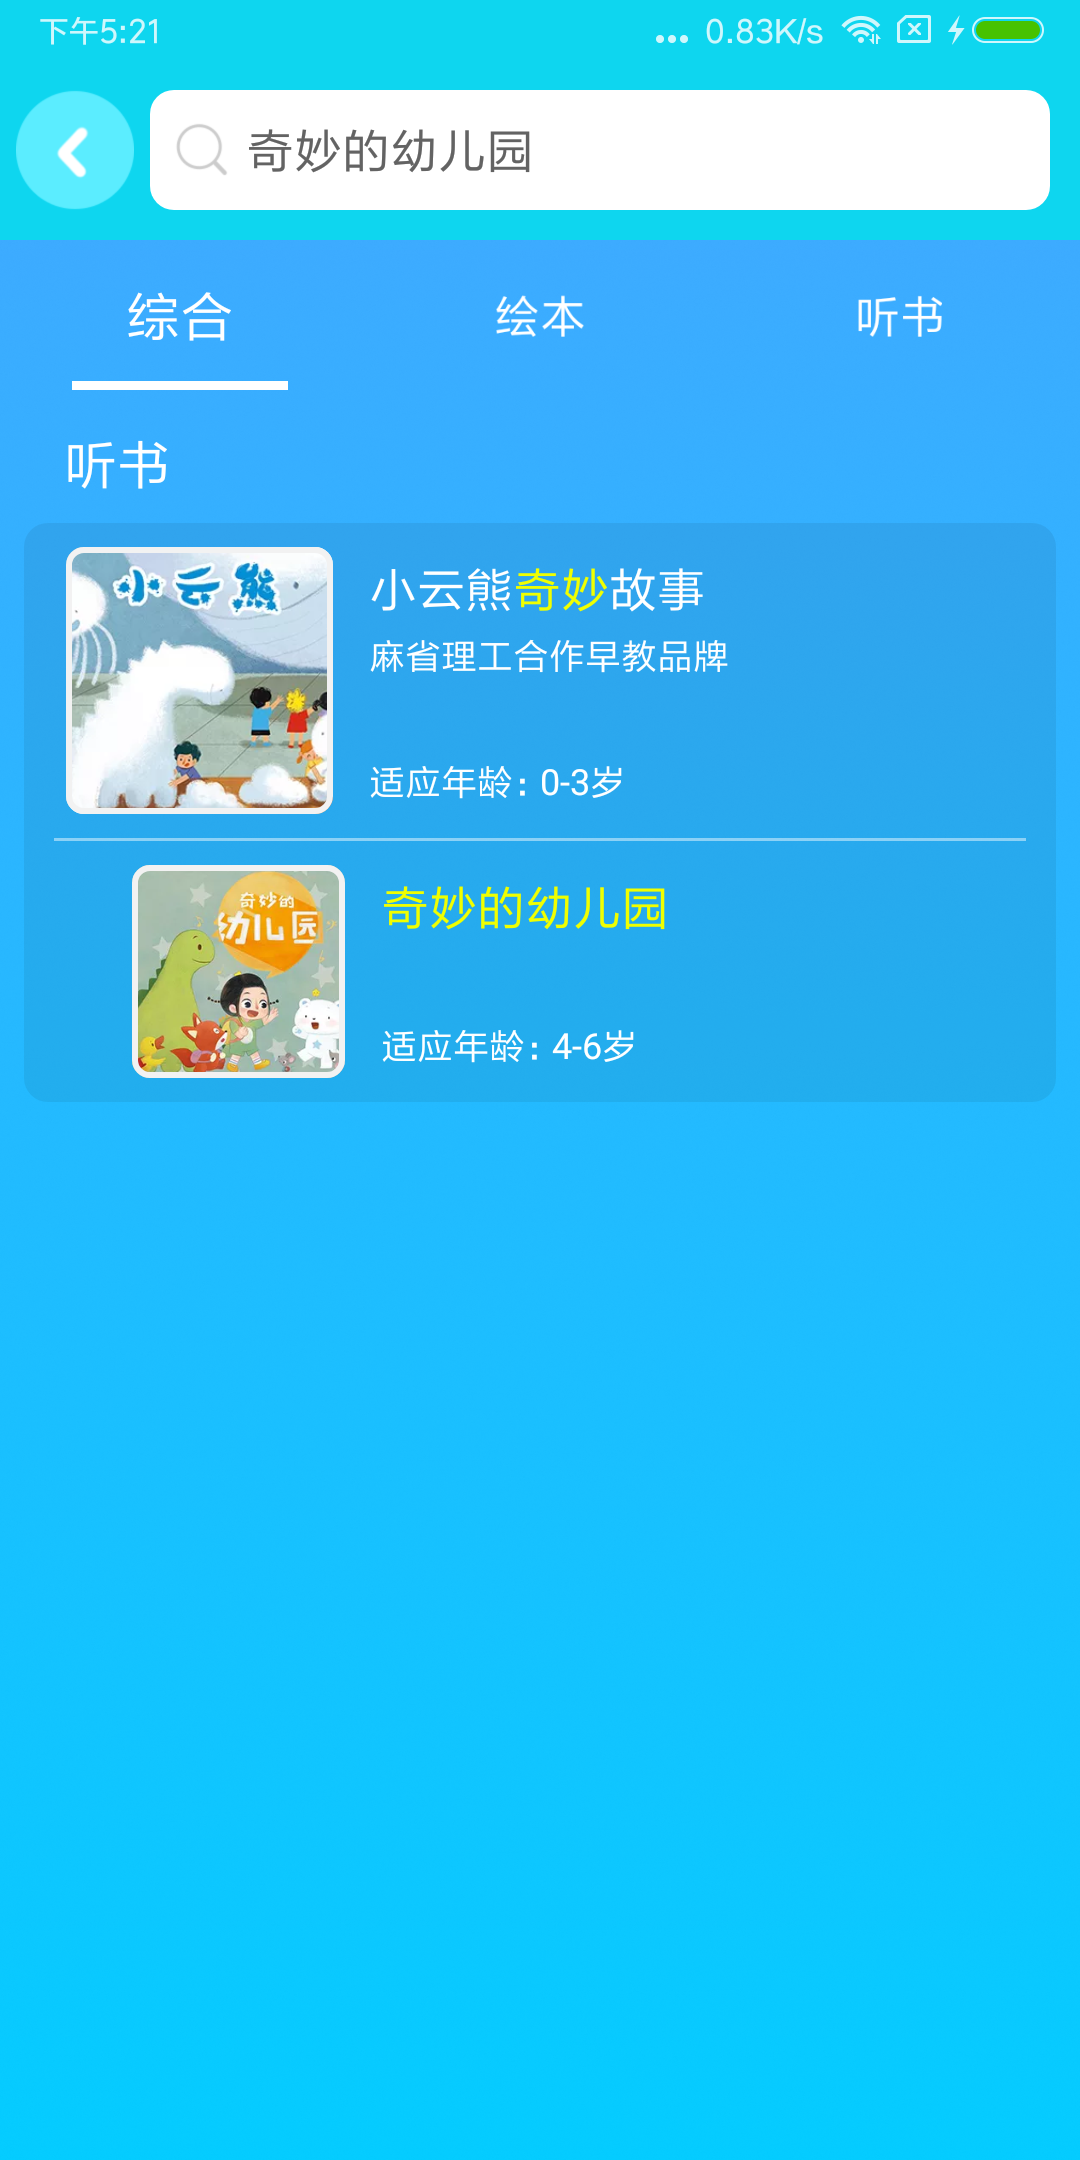 下午5:21
... 0.83K/s
奇妙的幼儿园
综合
绘本
听书
听书
小云熊
小云熊奇妙故事
麻省理工合作早教品牌
适应年龄: 0-3岁
奇妙的
幼儿园
奇妙的幼儿园
适应年龄: 4-6岁